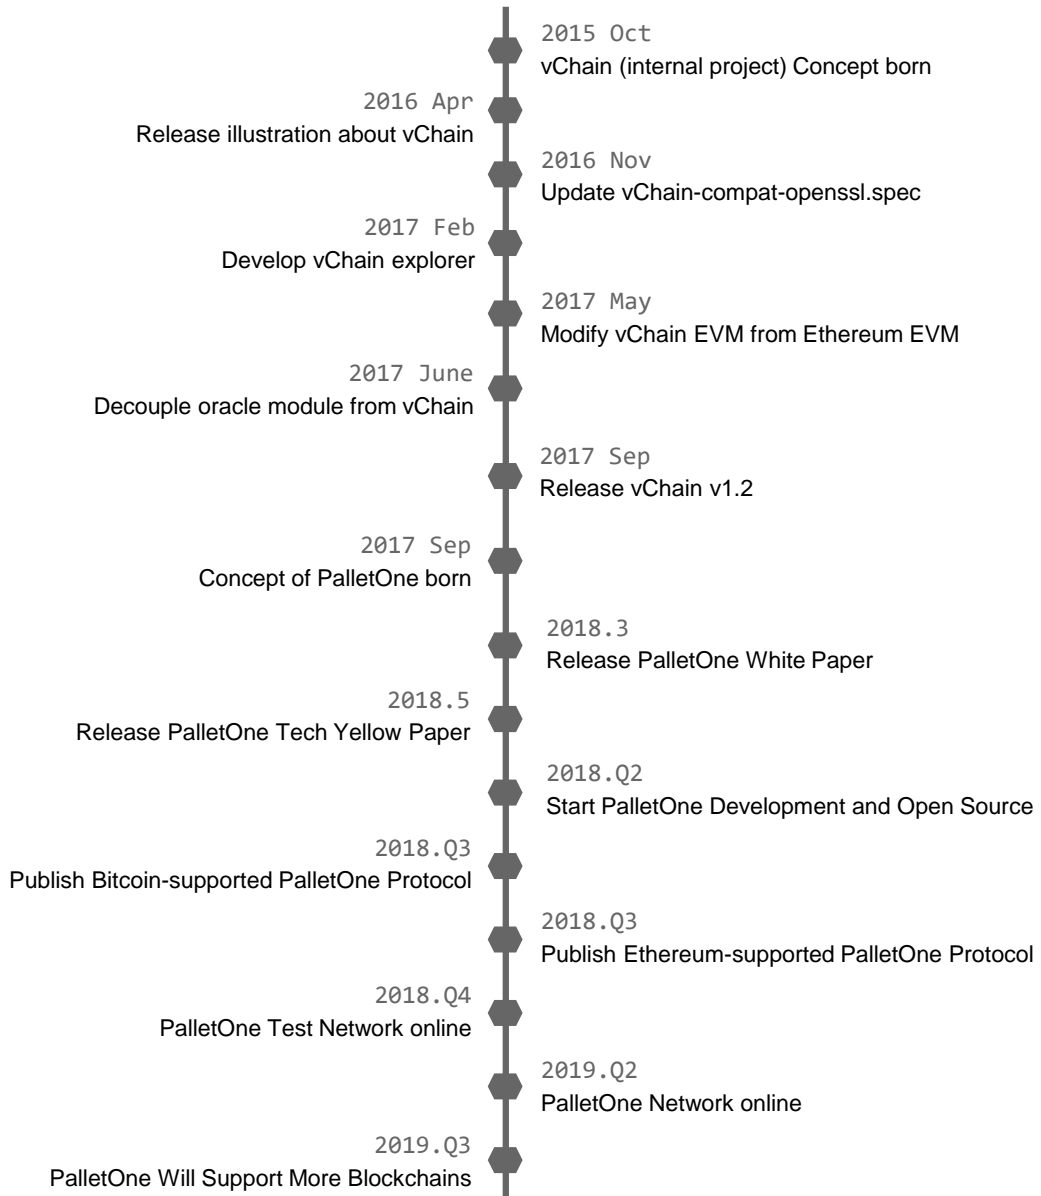 2015 Oct
vChain (internal project) Concept born
2016 Apr
Release illustration about vChain
2016 Nov
Update vChain-compat-openssl.spec
2017 Feb
Develop vChain explorer
2017 May
Modify vChain EVM from Ethereum EVM
2017 June
Decouple oracle module from vChain
2017 Sep
Release vChain v1.2
2017 Sep
Concept of PalletOne born
2018.3
Release PalletOne White Paper
2018.5
Release PalletOne Tech Yellow Paper
2018.Q2
Start PalletOne Development and Open Source
2018.Q3
Publish Bitcoin-supported PalletOne Protocol
2018.Q3
Publish Ethereum-supported PalletOne Protocol
2018.Q4
PalletOne Test Network online
2019.Q2
PalletOne Network online
2019.Q3
PalletOne Will Support More Blockchains